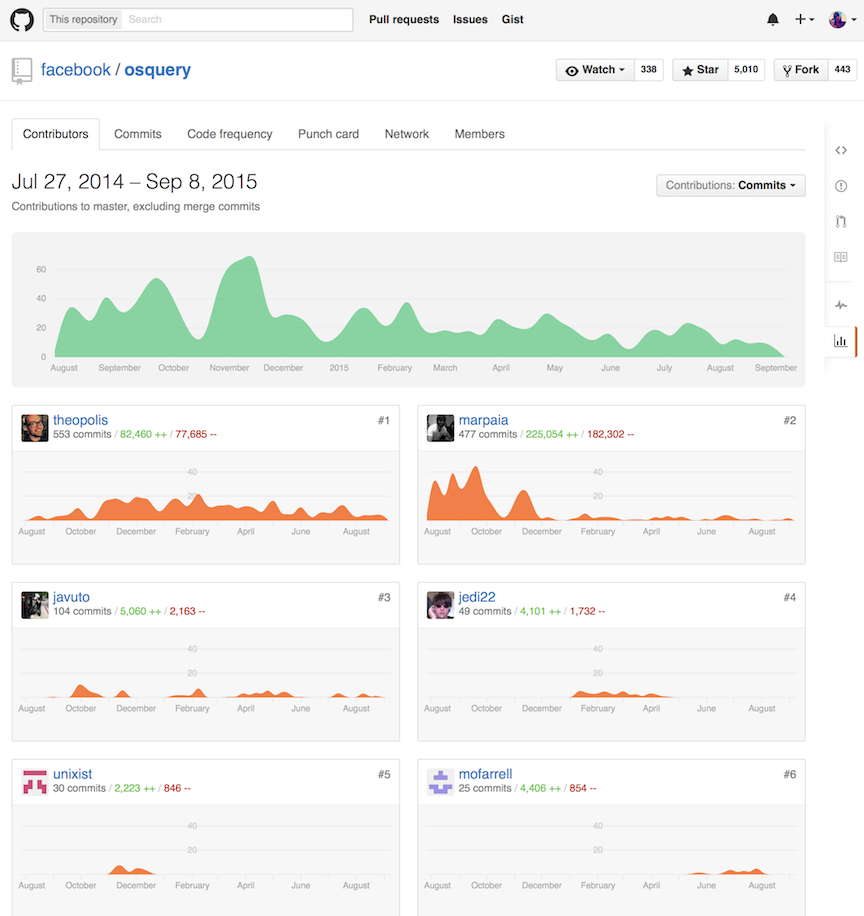 This repository Search Pull requests Issues Gist
facebook / osquery Watch 338 Star 5,010 Fork 443
Contributors Commits Code frequency Punch card Network Members
Jul 27, 2014 – Sep 8, 2015
Contributions: Commits
Contributions to master, excluding merge commits
60
40
20
0
August September October November December 2015 February March April May June July August September
theopolis #1
553 commits / 82,460 ++ / 77,685 --
40
20
August October December February April June August
marpaia #2
477 commits / 225,054 ++ / 182,302 --
40
20
August October December February April June August
javuto #3
104 commits / 5,060 ++ / 2,163 --
40
20
August October December February April June August
jedi22 #4
49 commits / 4,101 ++ / 1,732 --
40
20
August October December February April June August
unixist #5
30 commits / 2,223 ++ / 846 --
40
20
August October December February April June August
mofarrell #6
25 commits / 4,406 ++ / 854 --
40
20
August October December February April June August